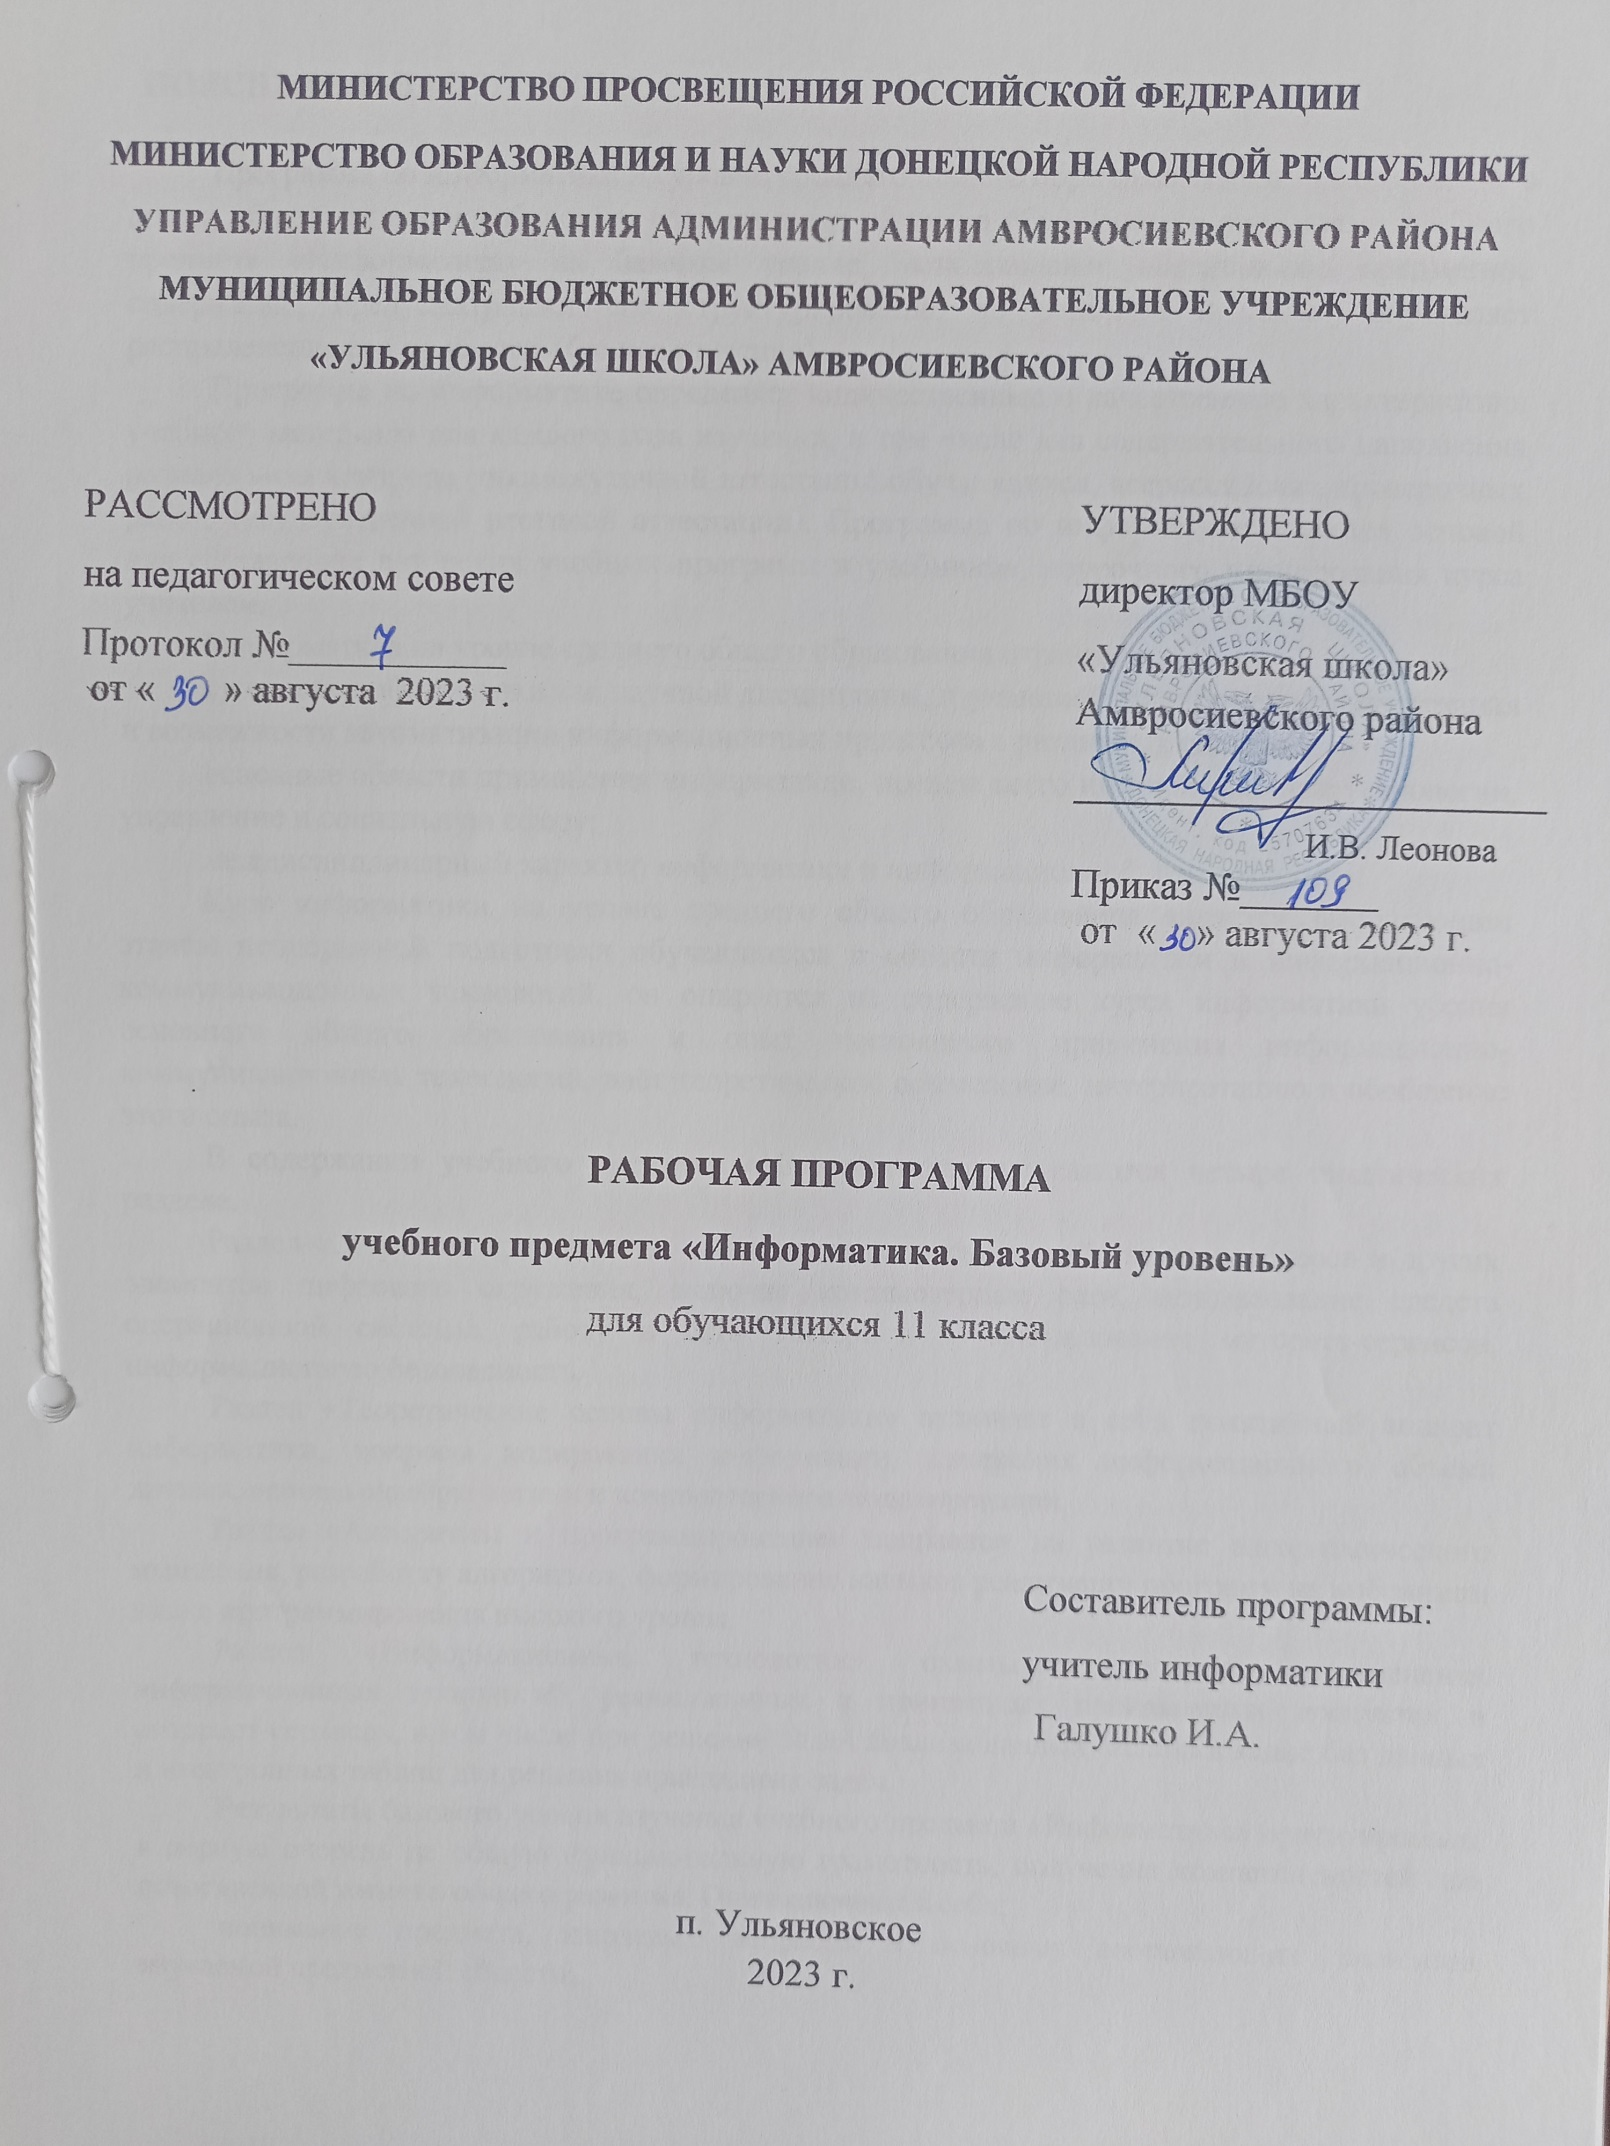 МИНИСТЕРСТВО ПРОСВЕЩЕНИЯ РОССИЙСКОЙ ФЕДЕРАЦИИ
МИНИСТЕРСТВО ОБРАЗОВАНИЯ И НАУКИ ДОНЕЦКОЙ НАРОДНОЙ РЕСПУБЛИКИ
УПРАВЛЕНИЕ ОБРАЗОВАНИЯ АДМИНИСТРАЦИИ АМВРОСИЕВСКОГО РАЙОНА
МУНИЦИПАЛЬНОЕ БЮДЖЕТНОЕ ОБЩЕОБРАЗОВАТЕЛЬНОЕ УЧРЕЖДЕНИЕ
«УЛЬЯНОВСКАЯ ШКОЛА» АМВРОСИЕВСКОГО РАЙОНА
РАССМОТРЕНО
на педагогическом совете
Протокол № 7
от « 30 » августа 2023 г.
УТВЕРЖДЕНО
директор МБОУ
«Ульяновская школа»
Амвросиевского района
И.В. Леонова
Приказ № 109
от «30» августа 2023 г.
РАБОЧАЯ ПРОГРАММА
учебного предмета «Информатика. Базовый уровень»
для обучающихся 11 класса
Составитель программы:
учитель информатики
Галушко И.А.
п. Ульяновское
2023 г.